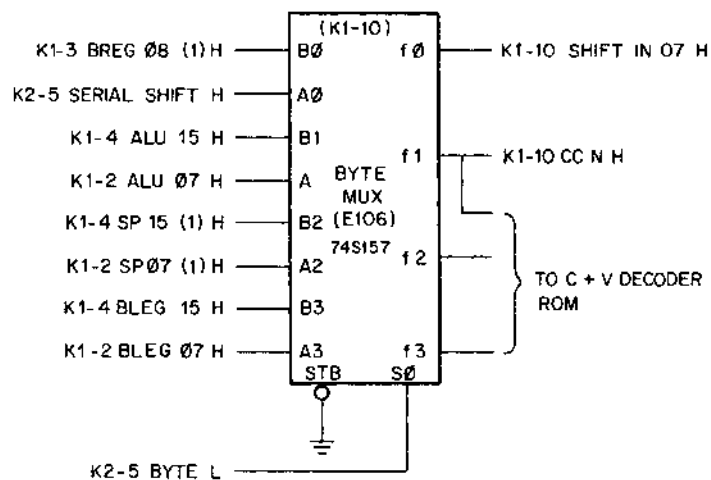 (K1-10)
K1-3 BREG Ø8 (1) H
BØ
fØ
K1-10 SHIFT IN 07 H
K2-5 SERIAL SHIFT H
AØ
K1-4 ALU 15 H
B1
f1
K1-10 CC N H
K1-2 ALU Ø7 H
A
BYTE
MUX
(E106)
74S157
K1-4 SP 15 (1) H
B2
K1-2 SPØ7 (1) H
A2
f2
TO C + V DECODER
ROM
K1-4 BLEG 15 H
B3
K1-2 BLEG Ø7 H
A3
f3
STB
SØ
K2-5 BYTE L